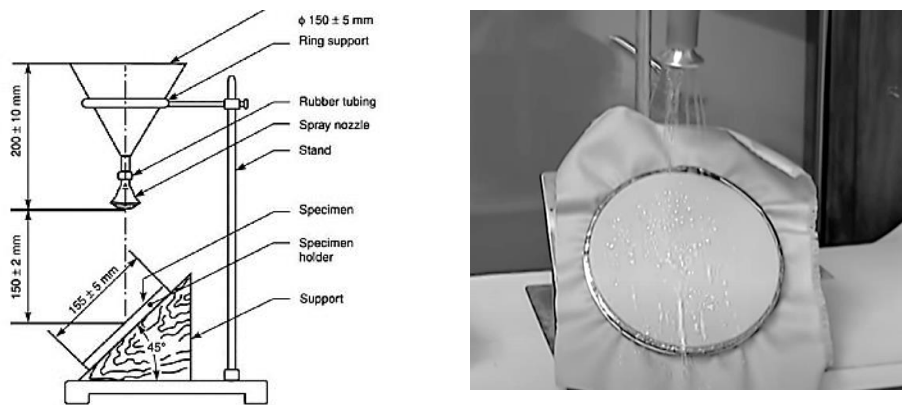 ϕ 150 ± 5 mm
Ring support
200 ± 10 mm
Rubber tubing
Spray nozzle
Stand
150 ± 2 mm
155 ± 5 mm
Specimen
Specimen
holder
Support
45°